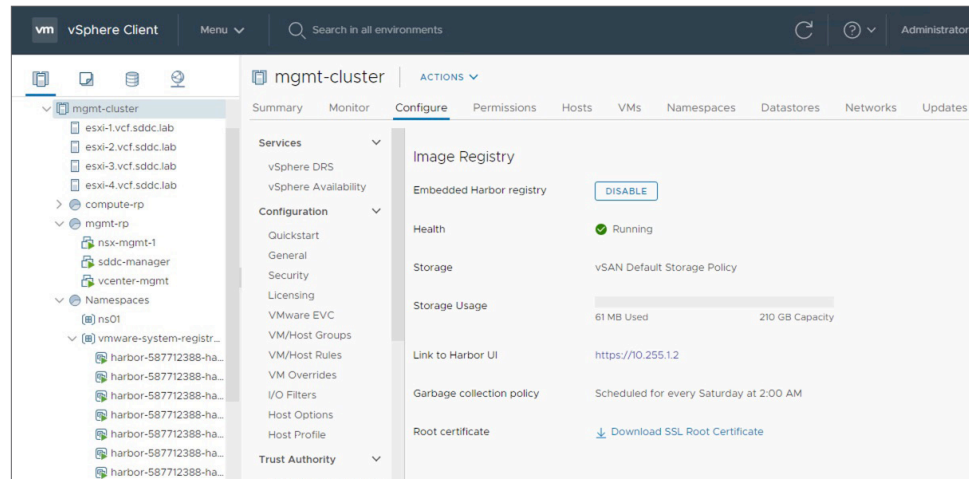 vm vSphere Client Menu Search in all environments Administrator
mgmt-cluster
esxi-1.vcf.sddc.lab
esxi-2.vcf.sddc.lab
esxi-3.vcf.sddc.lab
esxi-4.vcf.sddc.lab
compute-rp
mgmt-rp
nsx-mgmt-1
sddc-manager
vcenter-mgmt
Namespaces
ns01
vmware-system-registr...
harbor-587712388-ha...
harbor-587712388-ha...
harbor-587712388-ha...
harbor-587712388-ha...
harbor-587712388-ha...
harbor-587712388-ha...
harbor-587712388-ha...
mgmt-cluster ACTIONS
Summary Monitor Configure Permissions Hosts VMs Namespaces Datastores Networks Updates
Services
vSphere DRS
vSphere Availability
Configuration
Quickstart
General
Security
Licensing
VMware EVC
VM/Host Groups
VM/Host Rules
VM Overrides
I/O Filters
Host Options
Host Profile
Trust Authority
Image Registry
Embedded Harbor registry DISABLE
Health Running
Storage vSAN Default Storage Policy
Storage Usage
61 MB Used 210 GB Capacity
Link to Harbor UI https://10.255.1.2
Garbage collection policy Scheduled for every Saturday at 2:00 AM
Root certificate Download SSL Root Certificate